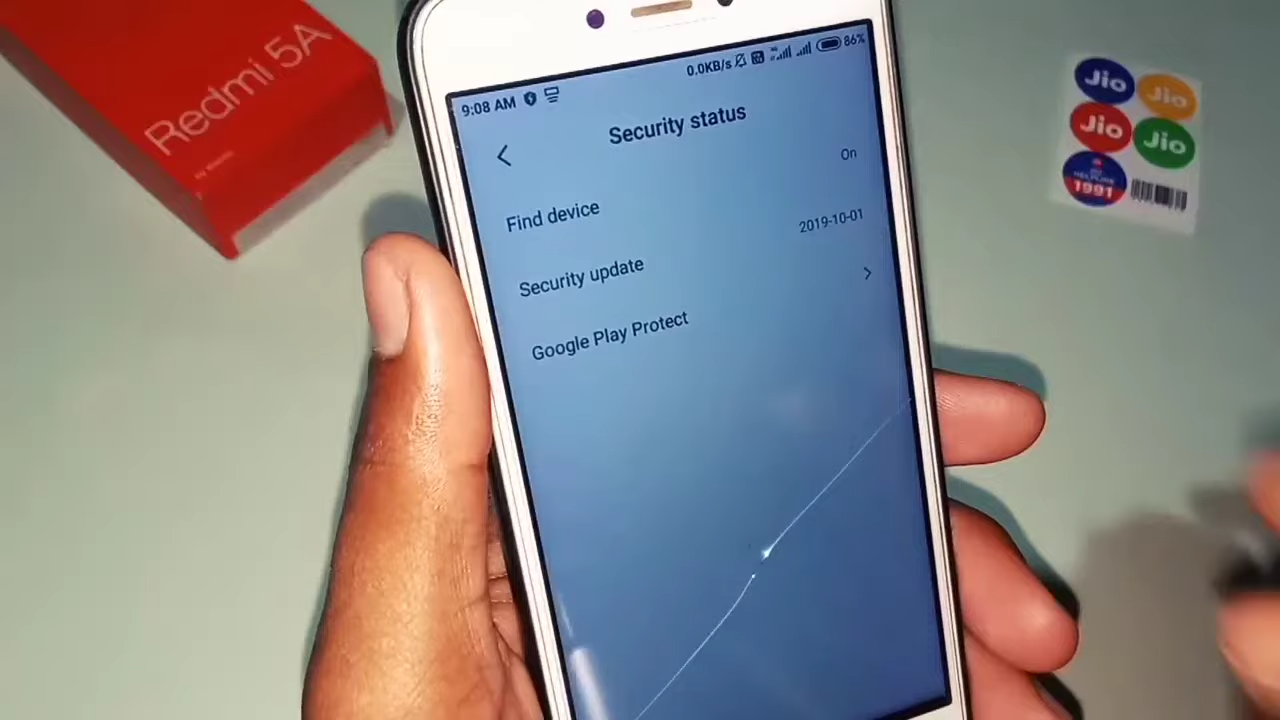 Redmi 5A
9:08 AM
0.0KB/s
86%
Security status
Find device
On
Security update
2019-10-01
Google Play Protect
Jio
Jio
Jio
Jio
1991